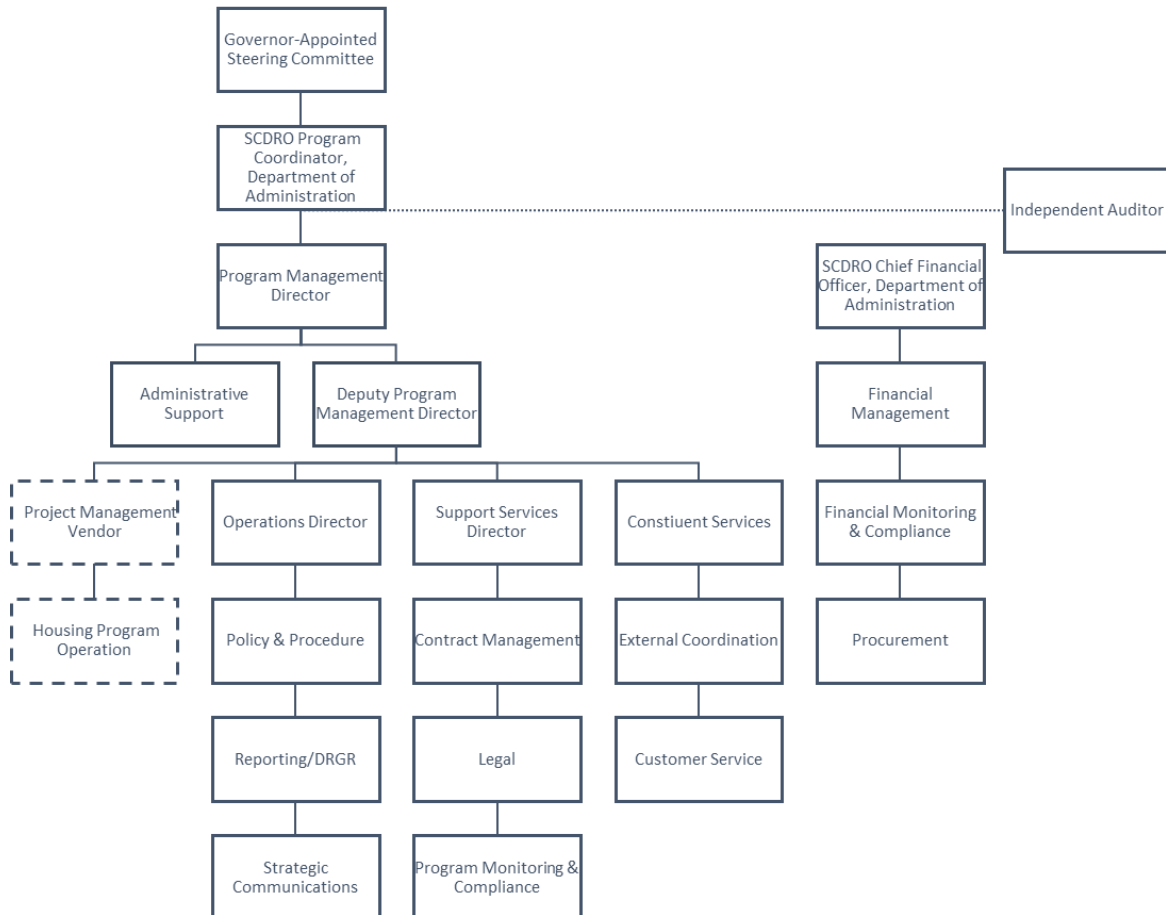 Governor-Appointed
Steering Committee
SCDRO Program
Coordinator,
Department of
Administration
Independent Auditor
Program Management
Director
SCDRO Chief Financial
Officer, Department of
Administration
Administrative
Support
Deputy Program
Management Director
Financial
Management
Project Management
Vendor
Operations Director
Support Services
Director
Constiuent Services
Financial Monitoring
& Compliance
Housing Program
Operation
Policy & Procedure
Contract Management
External Coordination
Procurement
Reporting/DRGR
Legal
Customer Service
Strategic
Communications
Program Monitoring &
Compliance